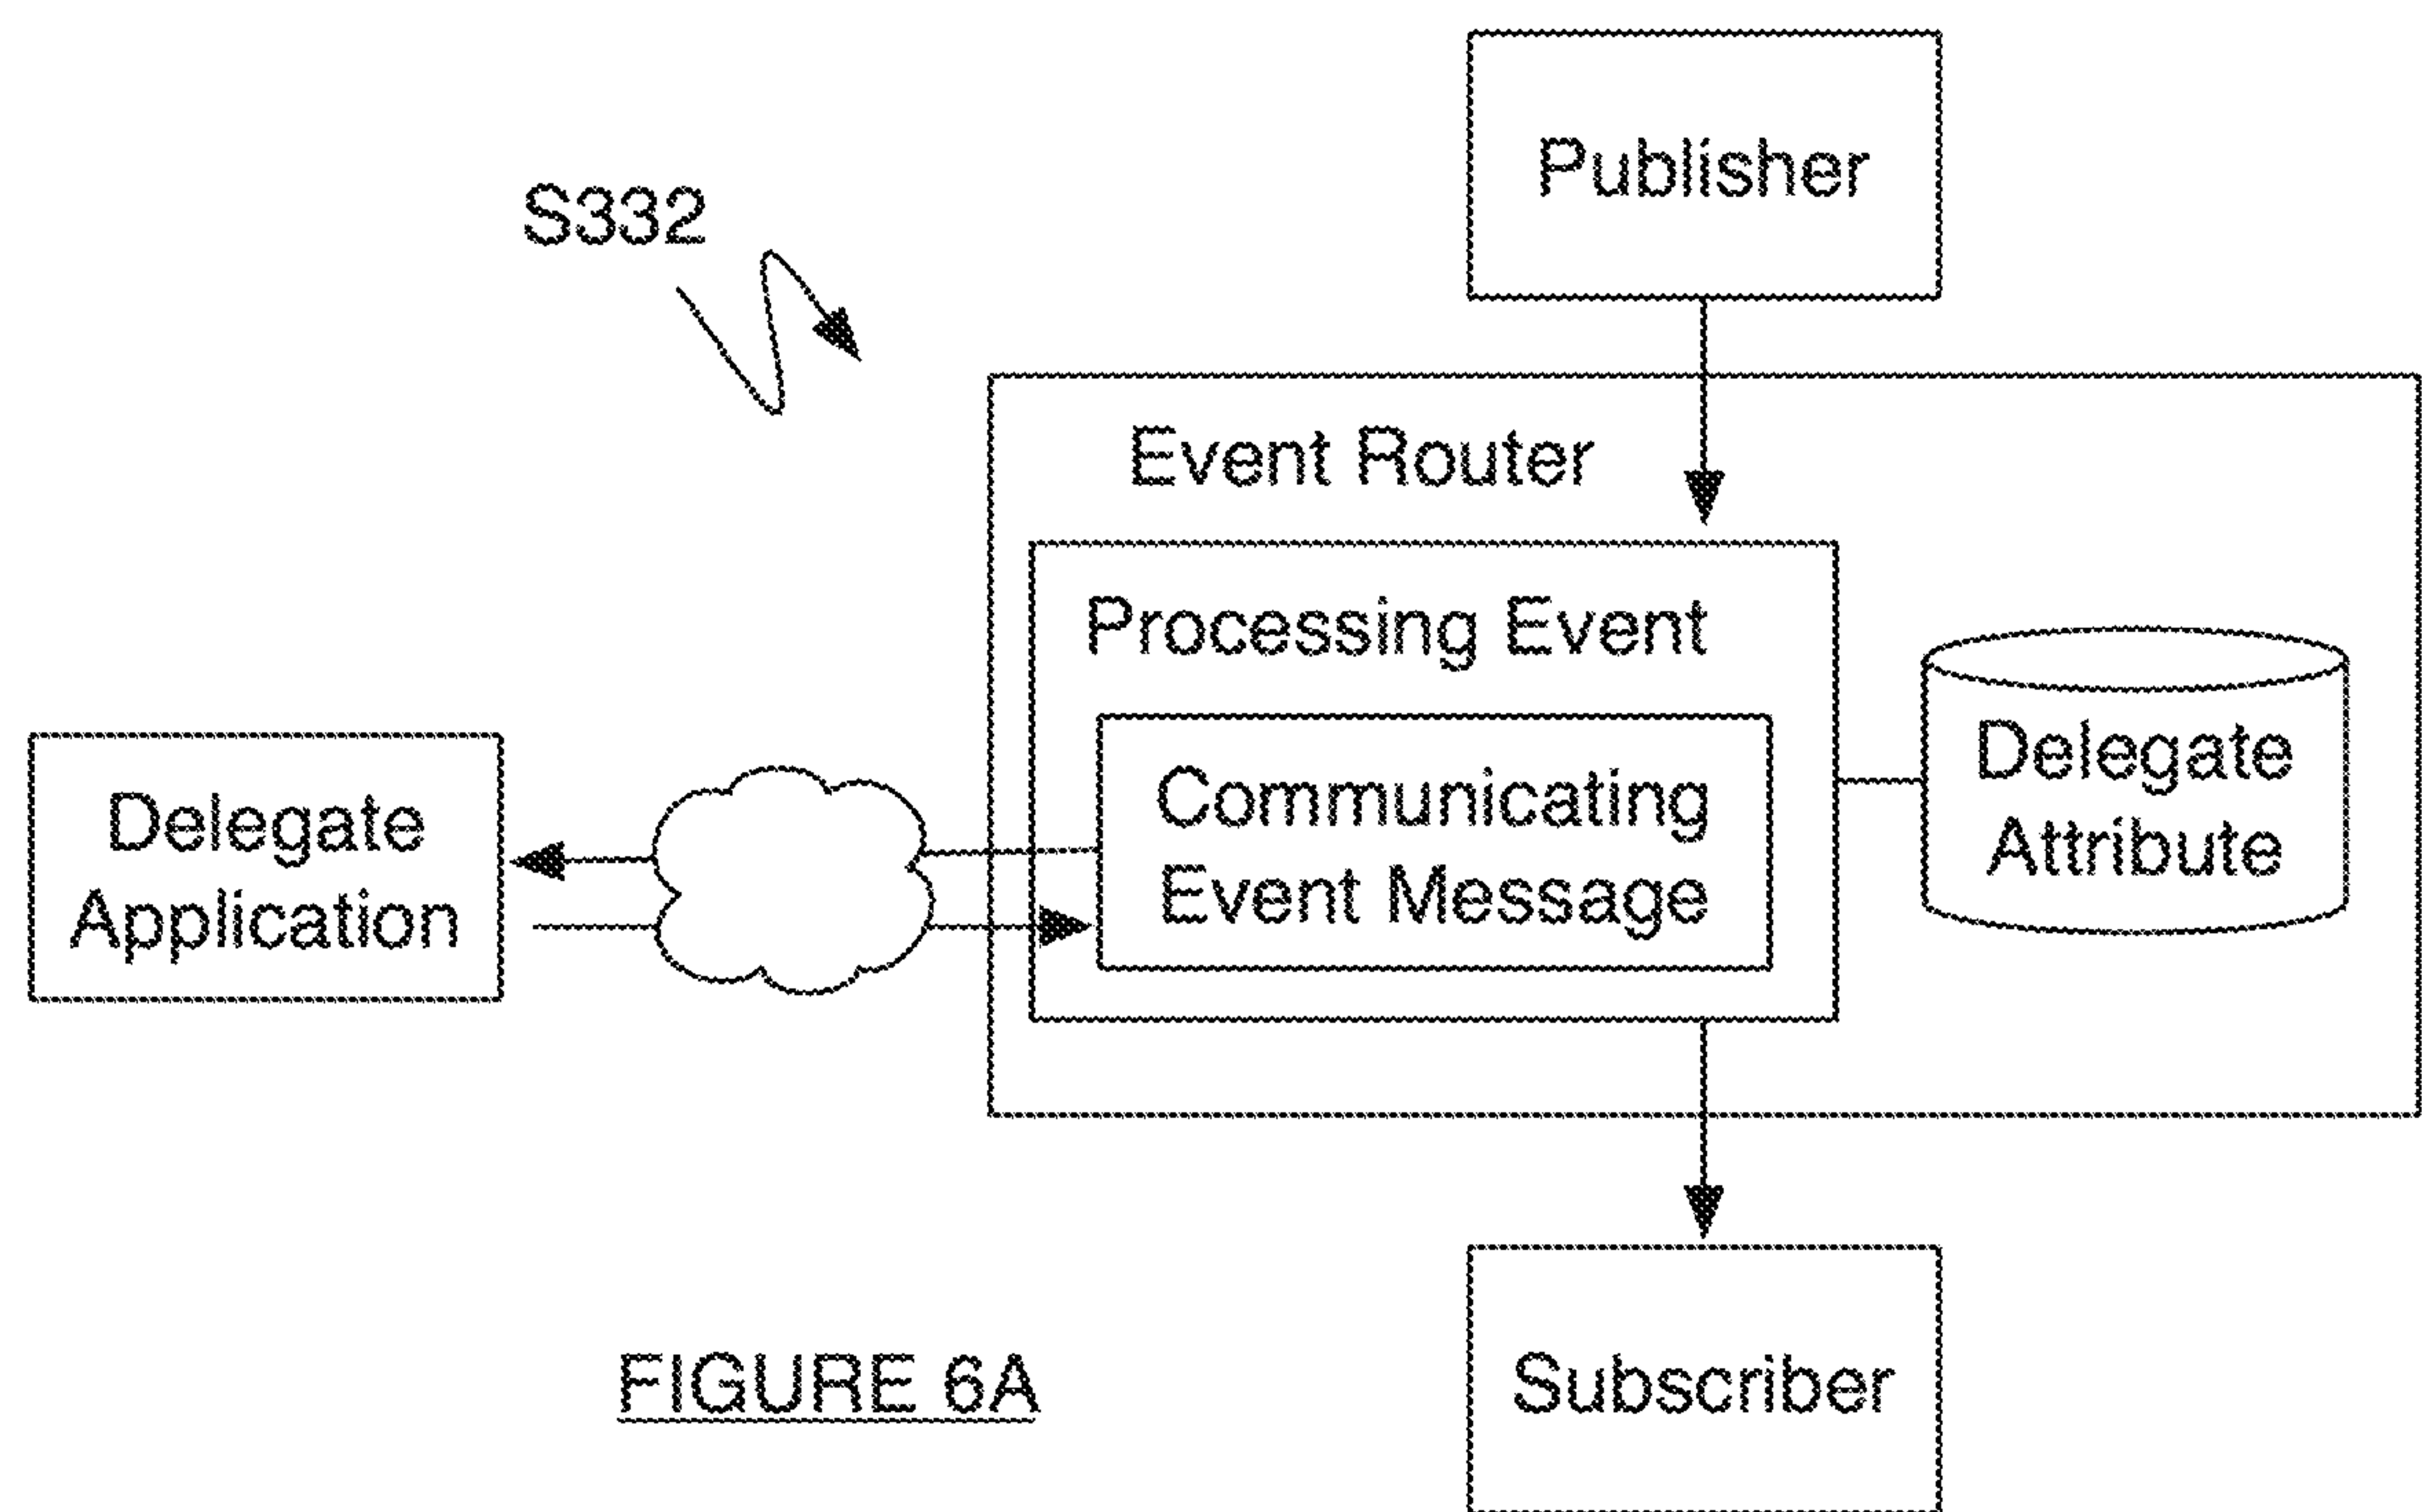 Publisher
S332
Event Router
Processing Event
Communicating
Event Message
Delegate
Attribute
Delegate
Application
FIGURE 6A
Subscriber